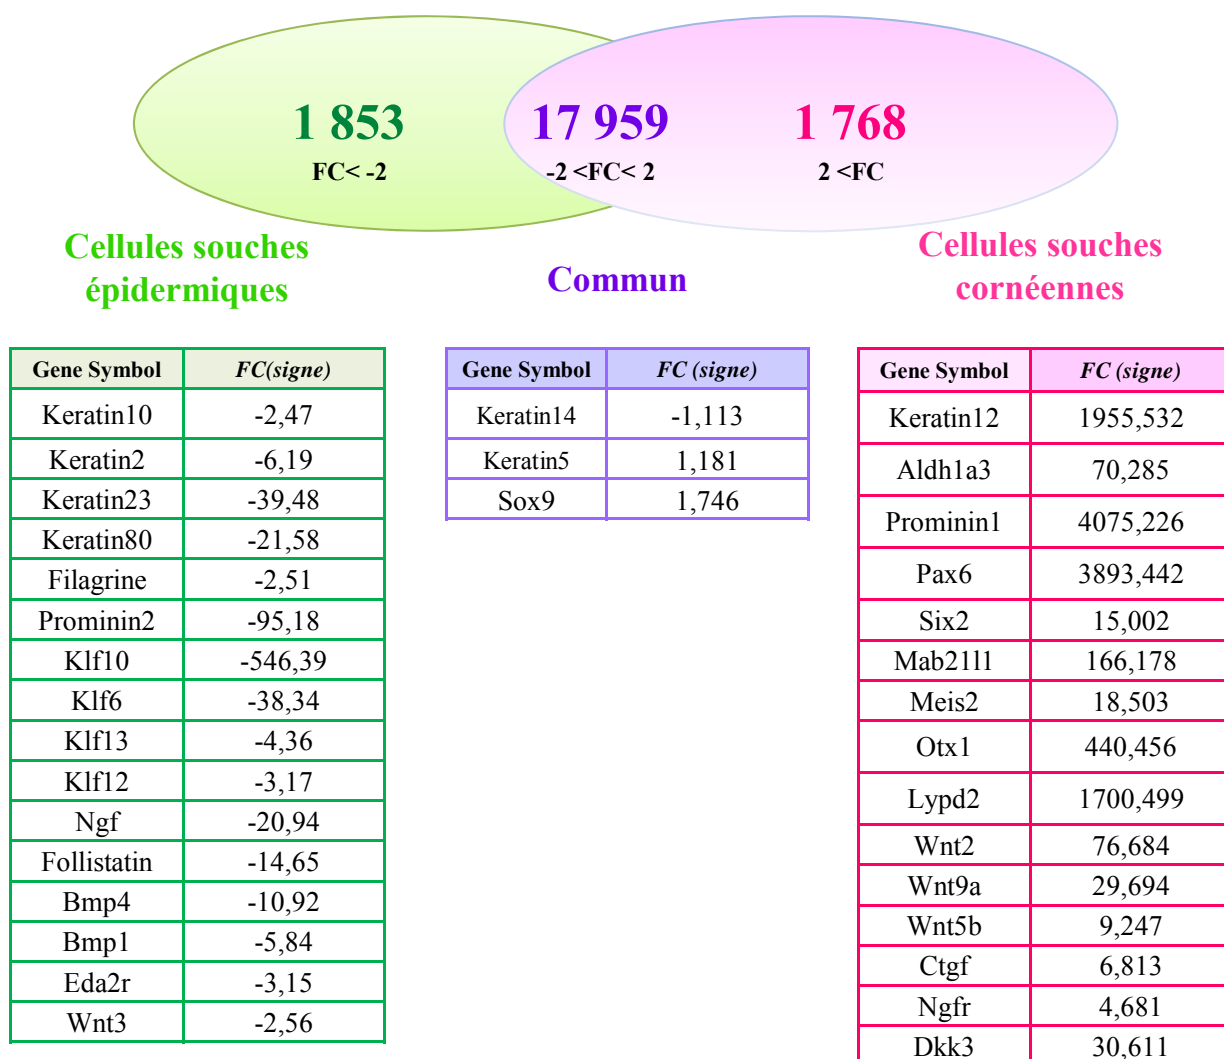 1 853 17 959 1 768
FC< -2 -2 <FC< 2 2 <FC
Cellules souches
épidermiques
Commun
Cellules souches
cornéennes
Gene Symbol FC(signe)
Keratin10 -2,47
Keratin2 -6,19
Keratin23 -39,48
Keratin80 -21,58
Filagrine -2,51
Prominin2 -95,18
Klf10 -546,39
Klf6 -38,34
Klf13 -4,36
Klf12 -3,17
Ngf -20,94
Follistatin -14,65
Bmp4 -10,92
Bmp1 -5,84
Eda2r -3,15
Wnt3 -2,56
Gene Symbol FC (signe)
Keratin14 -1,113
Keratin5 1,181
Sox9 1,746
Gene Symbol FC (signe)
Keratin12 1955,532
Aldh1a3 70,285
Prominin1 4075,226
Pax6 3893,442
Six2 15,002
Mab21l1 166,178
Meis2 18,503
Otx1 440,456
Lypd2 1700,499
Wnt2 76,684
Wnt9a 29,694
Wnt5b 9,247
Ctgf 6,813
Ngfr 4,681
Dkk3 30,611